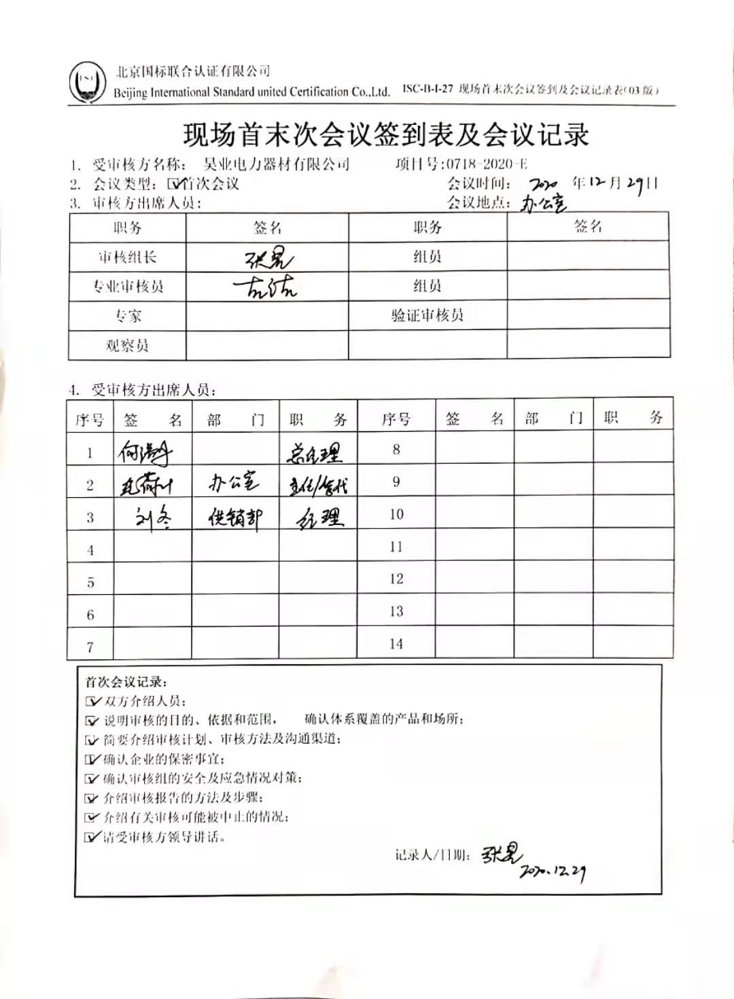 北京国标联合认证有限公司
Beijing International Standard united Certification Co.,Ltd. ISC-B-I-27 现场首末次会议签到及会议记录表(03版)
现场首末次会议签到表及会议记录
1. 受审核方名称： 昊业电力器材有限公司 项目号:0718-2020-E
2. 会议类型：☑首次会议 会议时间： 2020 年12月29日
3. 审核方出席人员： 会议地点：办公室
职务 签名 职务 签名
审核组长 张 组员
专业审核员 组员
专家 验证审核员
观察员
4. 受审核方出席人员：
序号 签 名 部 门 职 务 序号 签 名 部 门 职 务
1 何 总经理 8
2 办公室 主任/ 9
3 刘冬 供销部 经理 10
4 11
5 12
6 13
7 14
首次会议记录：
☑双方介绍人员；
☑说明审核的目的、依据和范围， 确认体系覆盖的产品和场所；
☑简要介绍审核计划、审核方法及沟通渠道；
☑确认企业的保密事宜；
☑确认审核组的安全及应急情况对策；
☑介绍审核报告的方法及步骤；
☑介绍有关审核可能被中止的情况；
☑请受审核方领导讲话。
记录人/日期： 张
2020.12.29